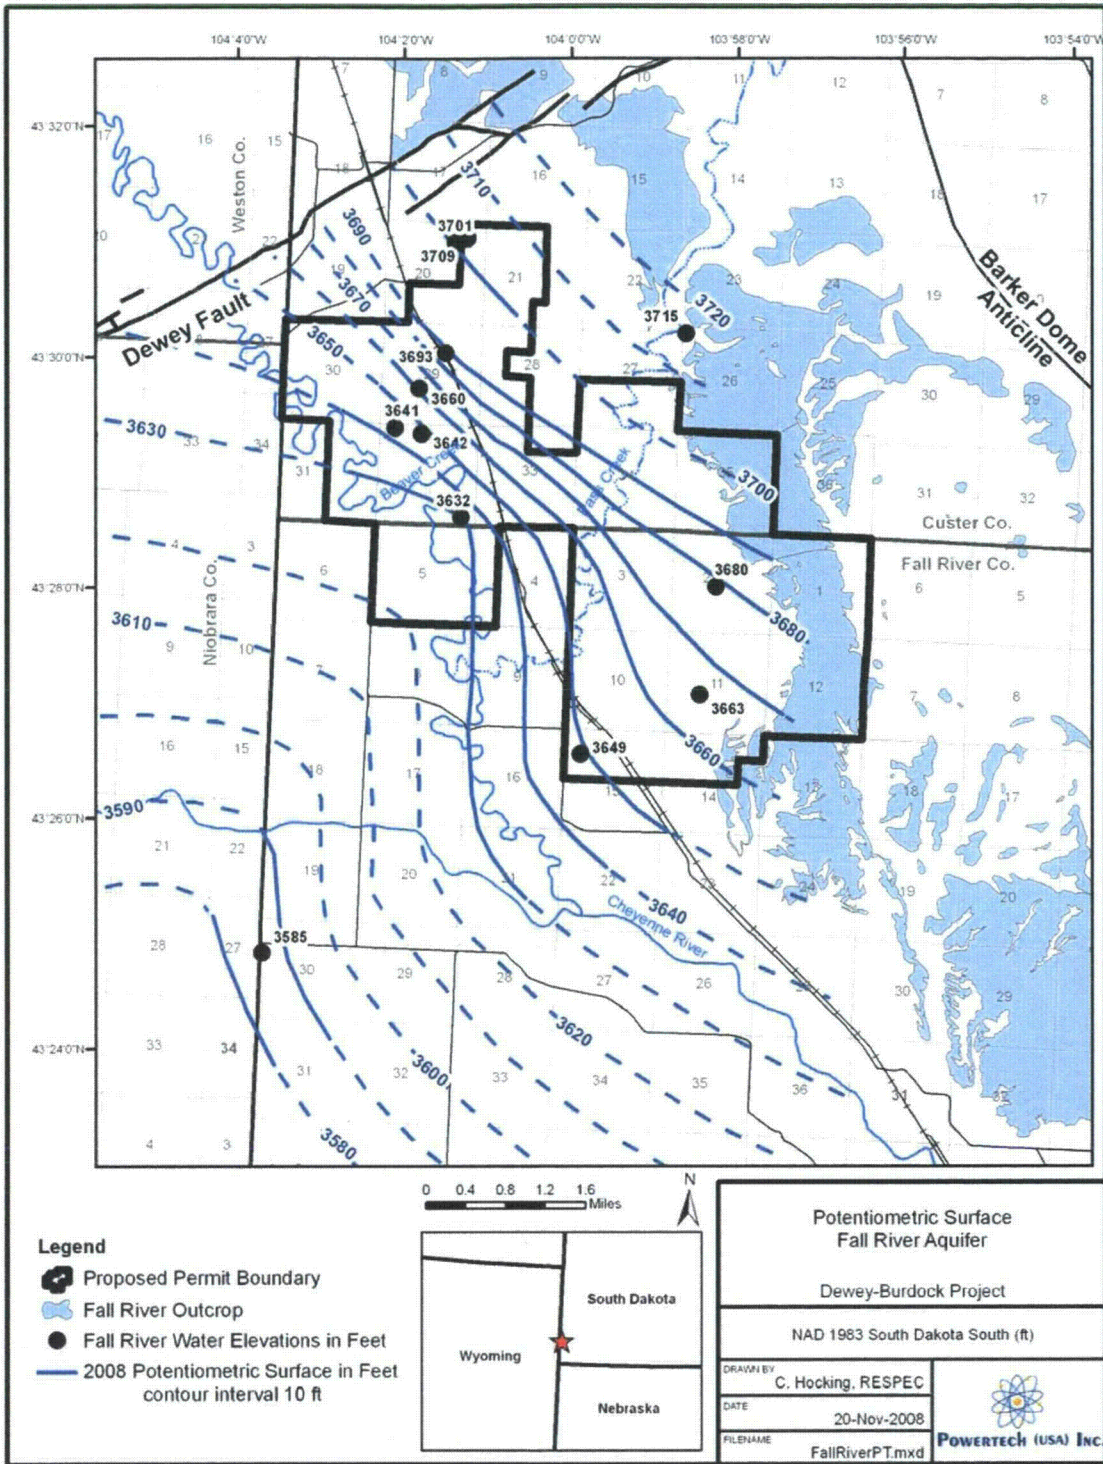 104°4'0"W
104°2'0"W
104°0'0"W
103°58'0"W
103°56'0"W
103°54'0"W
43°32'0"N
43°30'0"N
43°28'0"N
43°26'0"N
43°24'0"N
Weston Co.
Niobrara Co.
Custer Co.
Fall River Co.
Dewey Fault
Barker Dome
Anticline
Beaver Creek
Pass Creek
Cheyenne River
3710
3690
3701
3709
3670
3720
3715
3650
3693
3660
3641
3642
3630
3700
3632
3680
3680
3610
3663
3649
3660
3590
3640
3585
3620
3600
3580
0 0.4 0.8 1.2 1.6
Miles
N
Legend
Proposed Permit Boundary
Fall River Outcrop
Fall River Water Elevations in Feet
2008 Potentiometric Surface in Feet
contour interval 10 ft
South Dakota
Wyoming
Nebraska
Potentiometric Surface
Fall River Aquifer
Dewey-Burdock Project
NAD 1983 South Dakota South (ft)
DRAWN BY
C. Hocking, RESPEC
DATE
20-Nov-2008
FILENAME
FallRiverPT.mxd
POWERTECH (USA) INC.